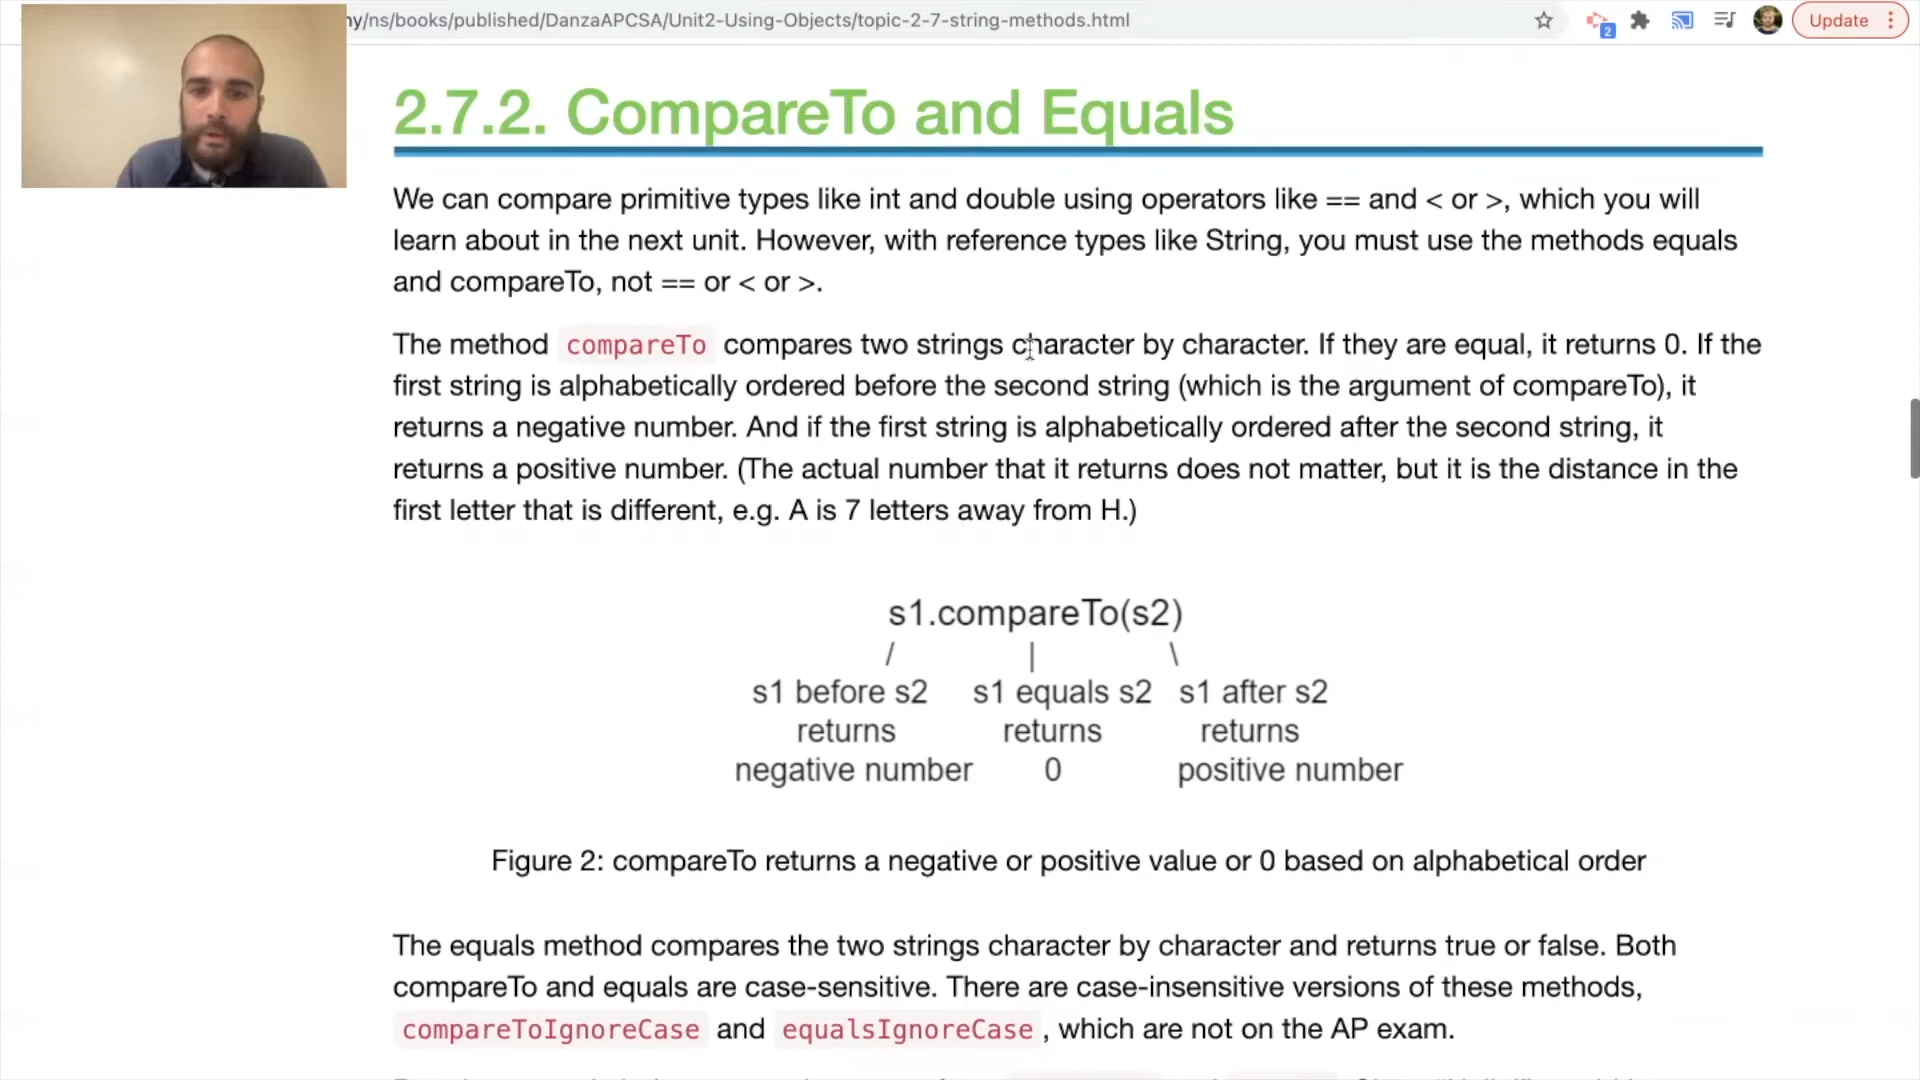 ny/ns/books/published/DanzaAPCSA/Unit2-Using-Objects/topic-2-7-string-methods.html
2
Update
2.7.2. CompareTo and Equals
We can compare primitive types like int and double using operators like == and < or >, which you will
learn about in the next unit. However, with reference types like String, you must use the methods equals
and compareTo, not == or < or >.
The method compareTo compares two strings character by character. If they are equal, it returns 0. If the
first string is alphabetically ordered before the second string (which is the argument of compareTo), it
returns a negative number. And if the first string is alphabetically ordered after the second string, it
returns a positive number. (The actual number that it returns does not matter, but it is the distance in the
first letter that is different, e.g. A is 7 letters away from H.)
s1.compareTo(s2)
/ | \
s1 before s2 s1 equals s2 s1 after s2
returns returns returns
negative number 0 positive number
Figure 2: compareTo returns a negative or positive value or 0 based on alphabetical order
The equals method compares the two strings character by character and returns true or false. Both
compareTo and equals are case-sensitive. There are case-insensitive versions of these methods,
compareToIgnoreCase and equalsIgnoreCase, which are not on the AP exam.